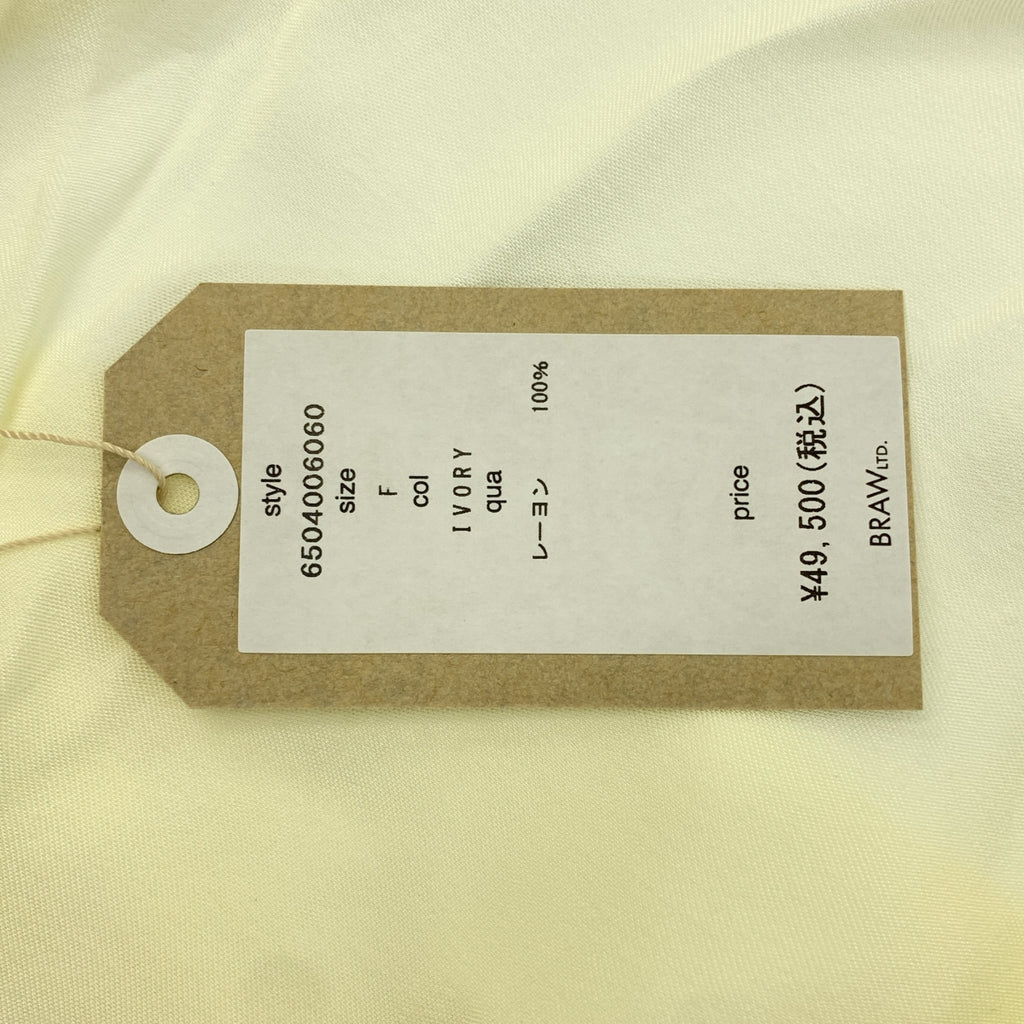 style
6504006060
size
F
col
IVORY
qua
レーヨン 100%
price
¥49,500(税込)
BRAW LTD.